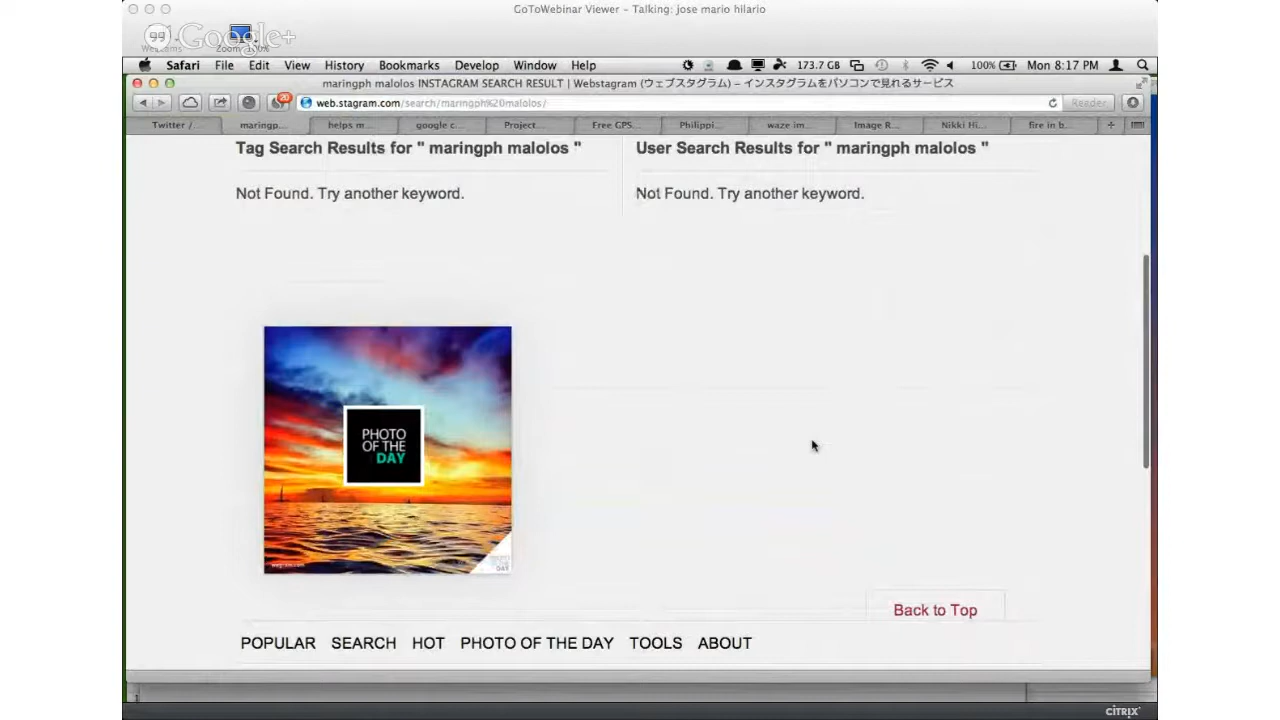 GoToWebinar Viewer – Talking: jose mario hilario
Google+
Safari File Edit View History Bookmarks Develop Window Help 173.7 GB 100% Mon 8:17 PM
maringph malolos INSTAGRAM SEARCH RESULT | Webstagram (ウェブスタグラム) – インスタグラムをパソコンで見れるサービス
20 web.stagram.com/search/maringph%20malolos/ Reader
Twitter / ... maringp... helps m... google c... Project... Free GPS... Philippi... waze im... Image R... Nikki Hi... fire in b...
Tag Search Results for " maringph malolos " User Search Results for " maringph malolos "
Not Found. Try another keyword. Not Found. Try another keyword.
PHOTO
OF THE
DAY
Back to Top
POPULAR SEARCH HOT PHOTO OF THE DAY TOOLS ABOUT
CITRIX